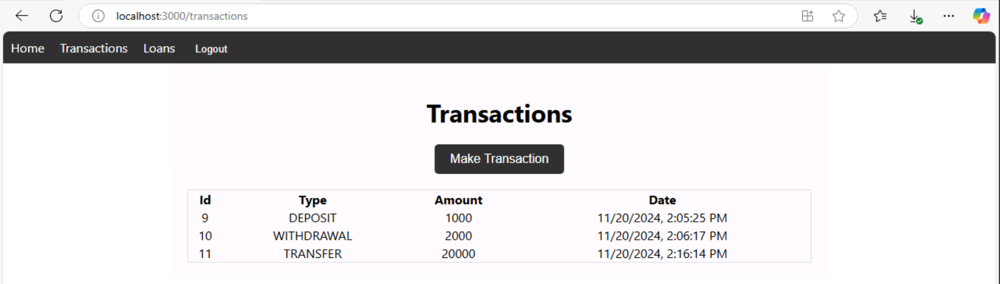 localhost:3000/transactions
Home Transactions Loans Logout
Transactions
Make Transaction
Id Type Amount Date
9 DEPOSIT 1000 11/20/2024, 2:05:25 PM
10 WITHDRAWAL 2000 11/20/2024, 2:06:17 PM
11 TRANSFER 20000 11/20/2024, 2:16:14 PM